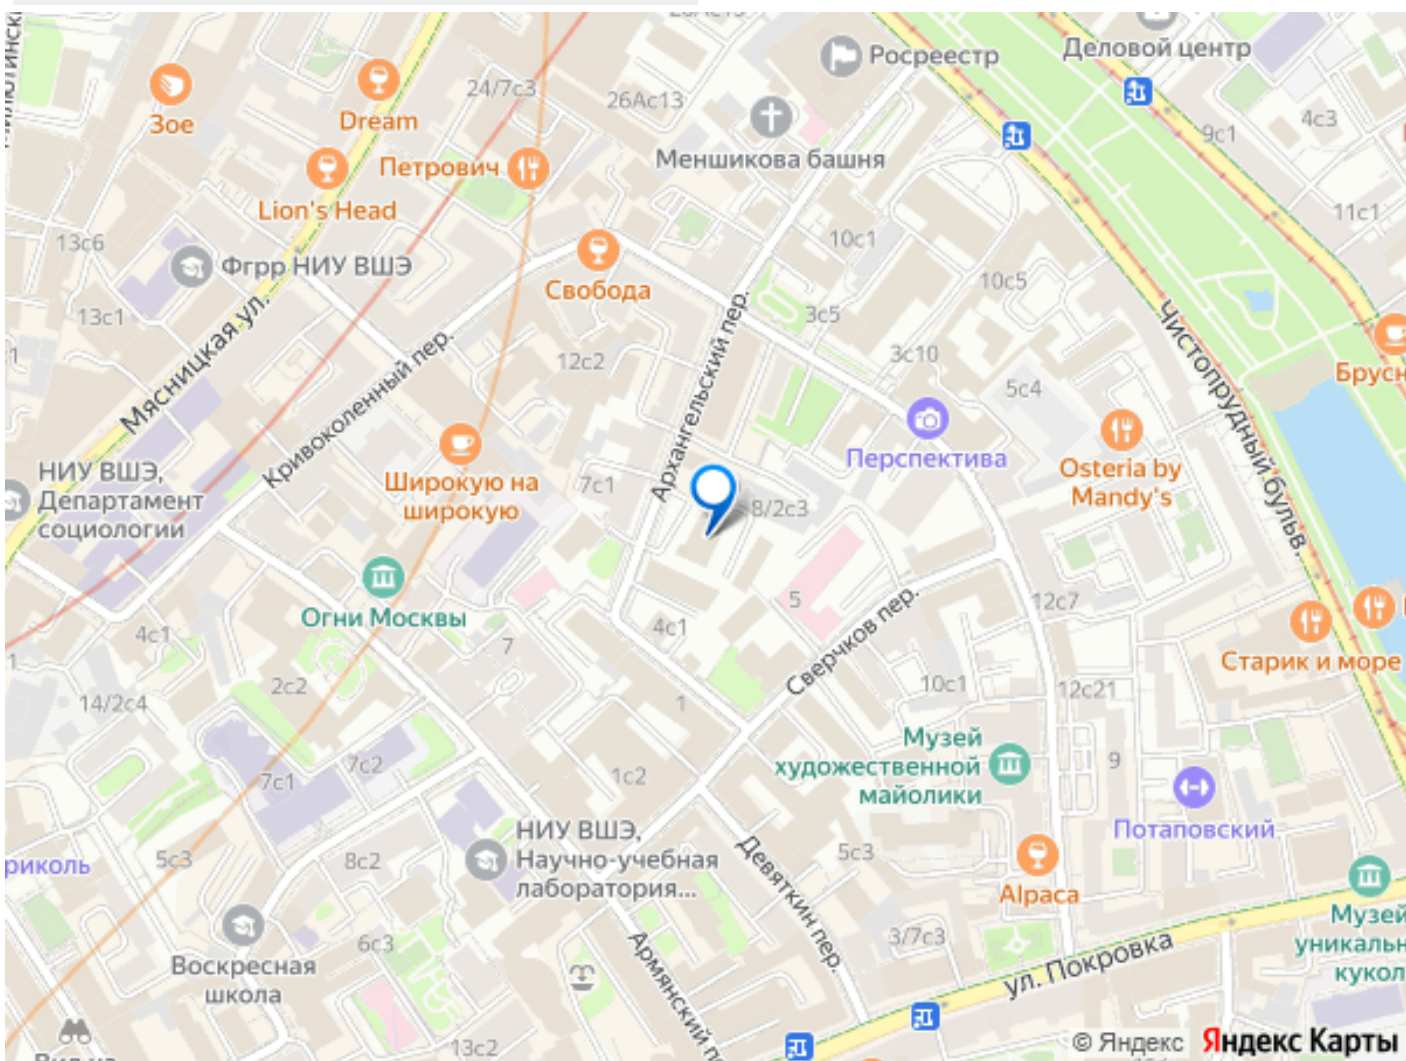 26Ас13
Росреестр
Деловой центр
Зое
Dream
24/7с3
26Ас13
9с1
4с3
Меншикова башня
Петрович
Lion's Head
11с1
13с6
Фгрр НИУ ВШЭ
10с1
10с5
Свобода
13с1
3с5
Мясницкая ул.
Кривоколенный пер.
Архангельский пер.
Чистопрудный бульв.
12с2
3с10
5с4
Брусн
Перспектива
Osteria by
Mandy's
НИУ ВШЭ,
Департамент
социологии
Широкую на
широкую
7с1
8/2с3
Огни Москвы
5
12с7
4с1
7
4с1
Сверчков пер.
Старик и море
14/2с4
2с2
1
10с1
12с21
Музей
художественной
майолики
9
7с1
7с2
1с2
Потаповский
НИУ ВШЭ,
Научно-учебная
лаборатория...
риколь
5с3
8с2
Девяткин пер.
5с3
Alpaca
Воскресная
школа
6с3
Армянский п
3/7с3
ул. Покровка
Музей
уникальн
кукол
13с2
© Яндекс Яндекс Карты